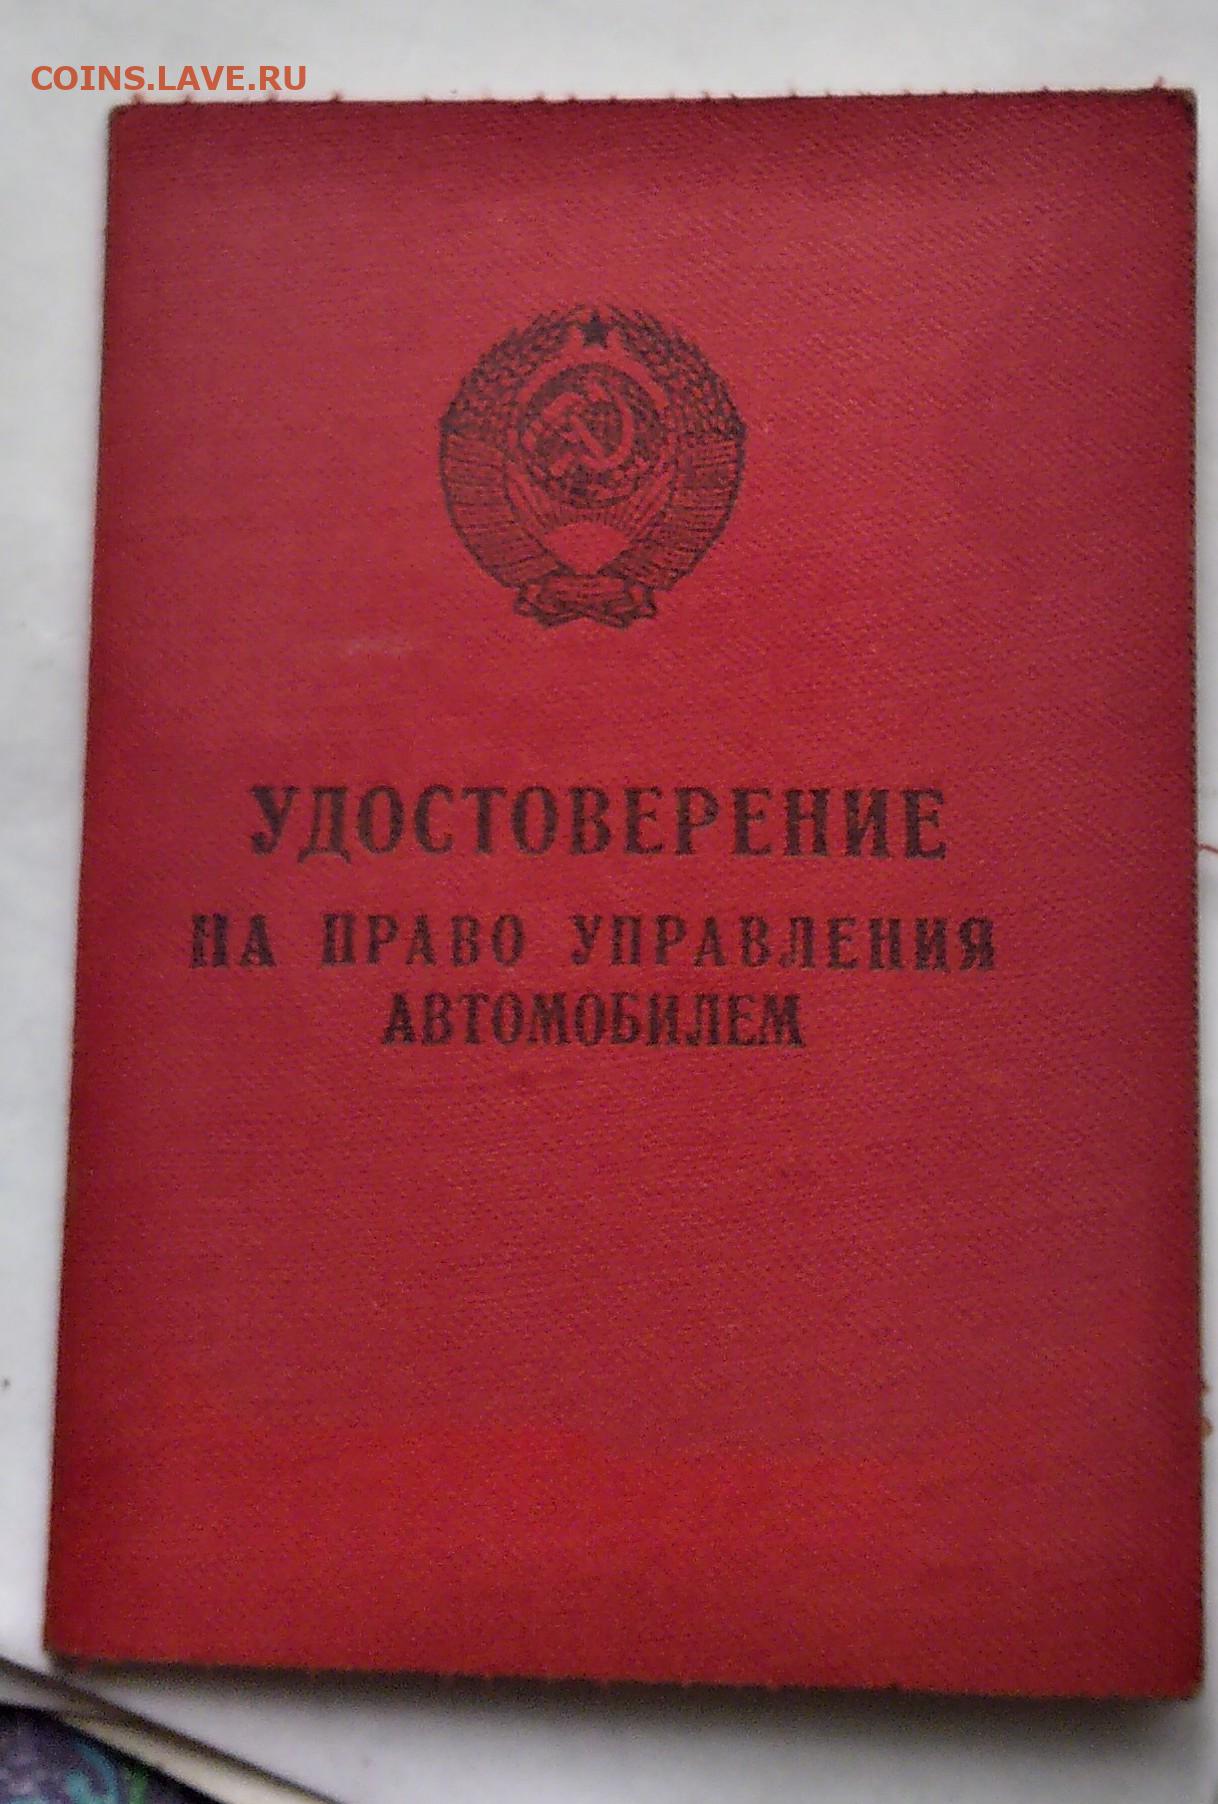 COINS.LAVE.RU
УДОСТОВЕРЕНИЕ
НА ПРАВО УПРАВЛЕНИЯ
АВТОМОБИЛЕМ